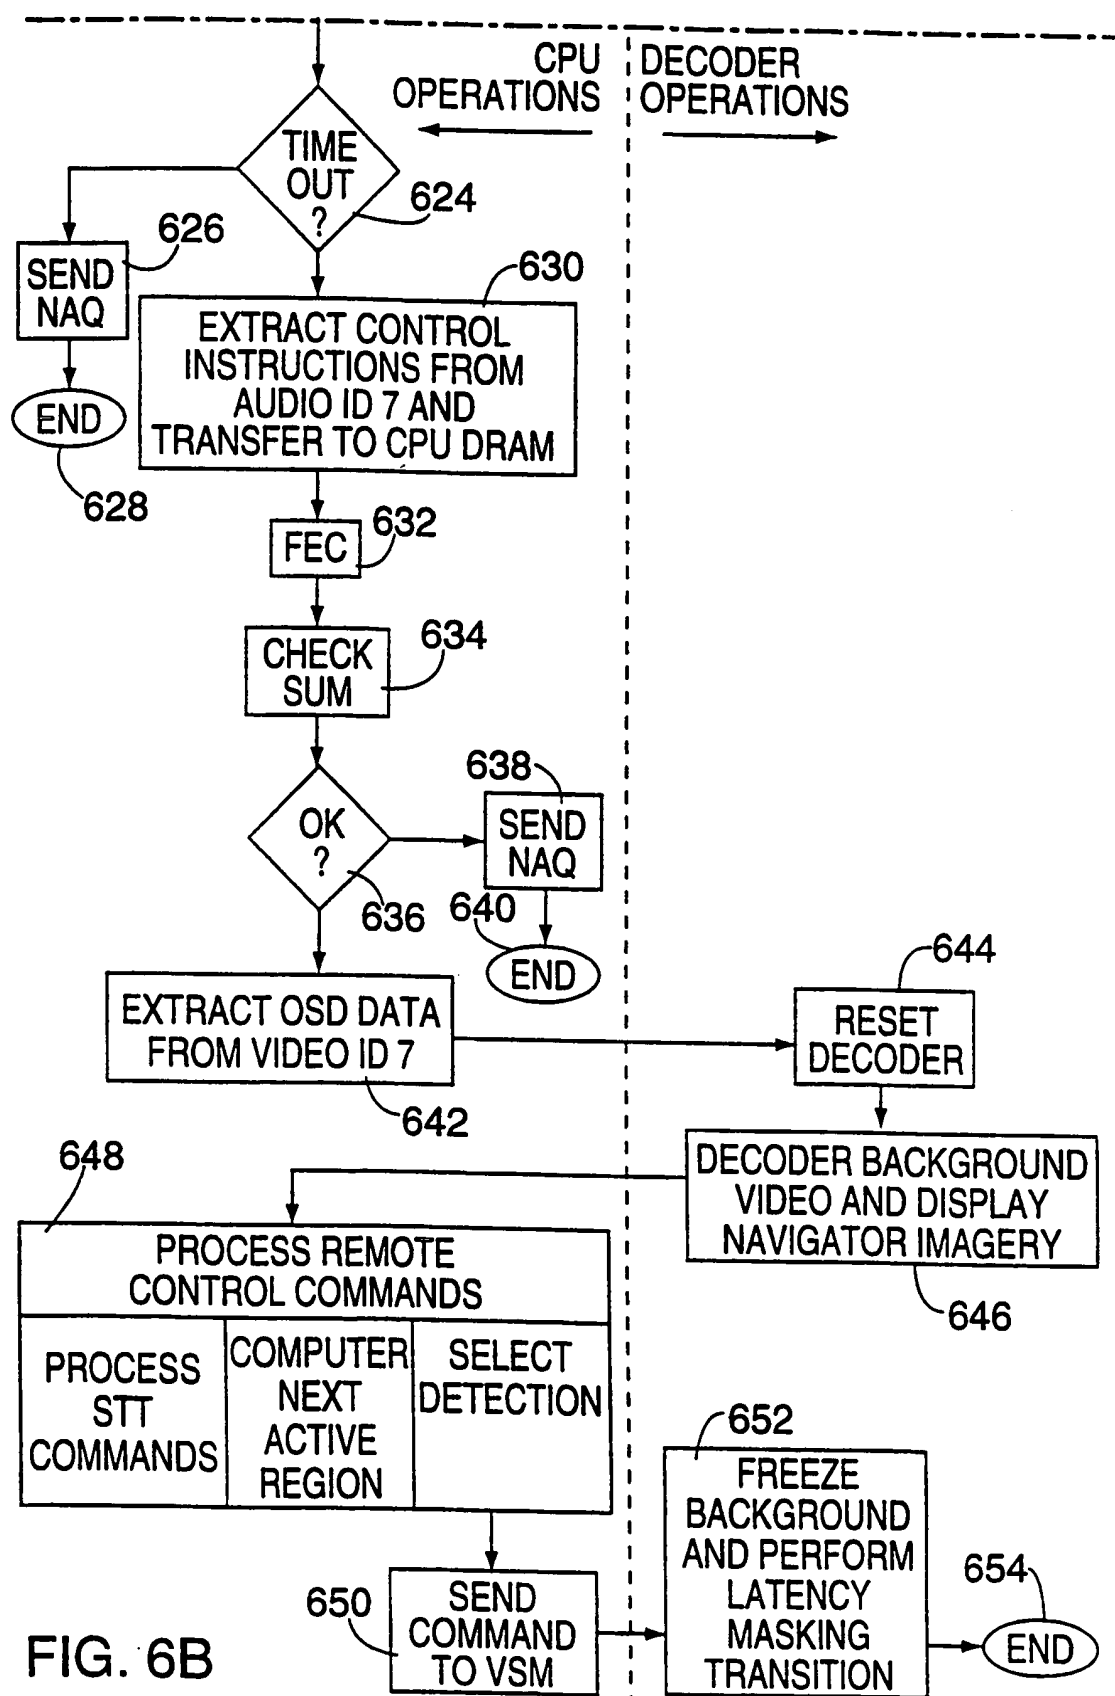 CPU
OPERATIONS
DECODER
OPERATIONS
TIME
OUT
?
624
626
SEND
NAQ
END
628
630
EXTRACT CONTROL
INSTRUCTIONS FROM
AUDIO ID 7 AND
TRANSFER TO CPU DRAM
632
FEC
634
CHECK
SUM
OK
?
636
638
SEND
NAQ
640
END
EXTRACT OSD DATA
FROM VIDEO ID 7
642
644
RESET
DECODER
DECODER BACKGROUND
VIDEO AND DISPLAY
NAVIGATOR IMAGERY
646
648
PROCESS REMOTE
CONTROL COMMANDS
PROCESS
STT
COMMANDS
COMPUTER
NEXT
ACTIVE
REGION
SELECT
DETECTION
650
SEND
COMMAND
TO VSM
652
FREEZE
BACKGROUND
AND PERFORM
LATENCY
MASKING
TRANSITION
654
END
FIG. 6B